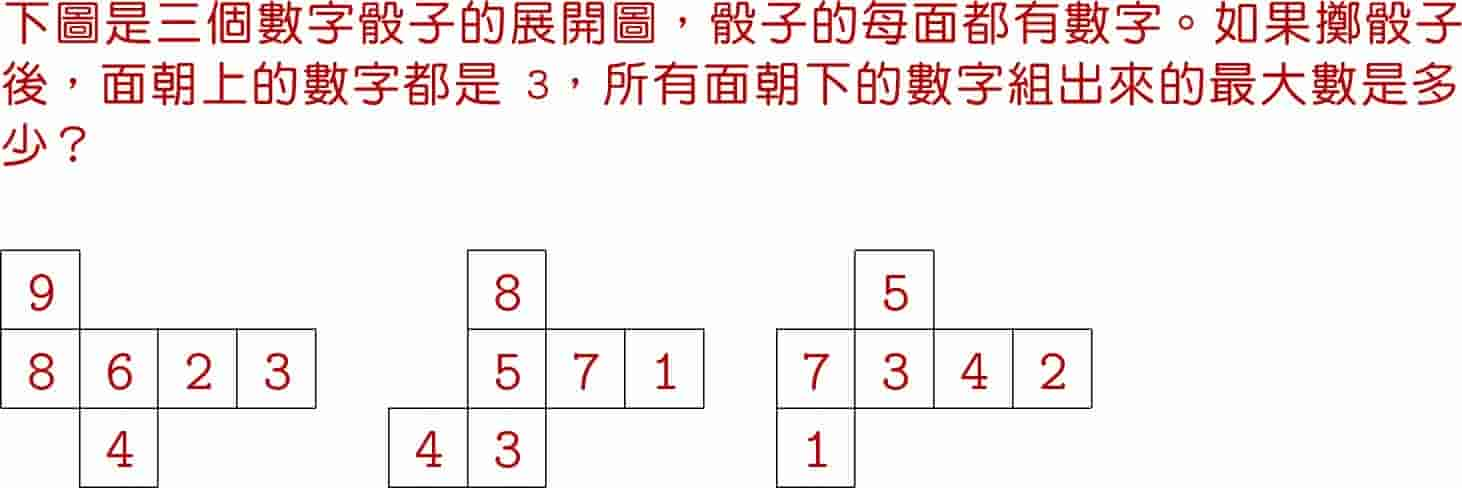 下圖是三個數字骰子的展開圖，骰子的每面都有數字。如果擲骰子
後，面朝上的數字都是 3，所有面朝下的數字組出來的最大數是多
少？
9 8 5
8 6 2 3 5 7 1 7 3 4 2
4 4 3 1